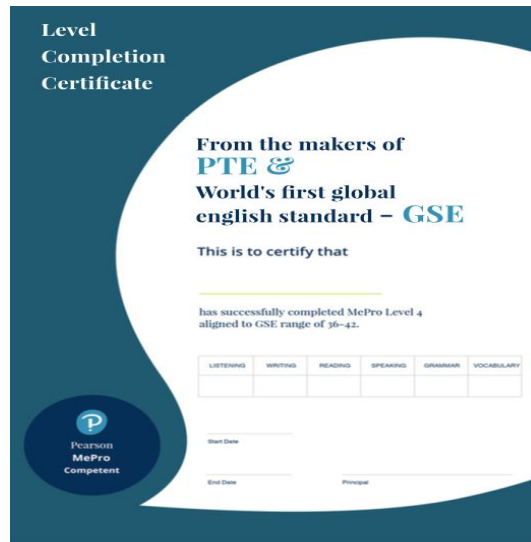 Level
Completion
Certificate
From the makers of
PTE &
World's first global
english standard – GSE
This is to certify that
has successfully completed MePro Level 4
aligned to GSE range of 36-42.
LISTENING WRITING READING SPEAKING GRAMMAR VOCABULARY
P
Pearson
MePro
Competent
Start Date
End Date Principal